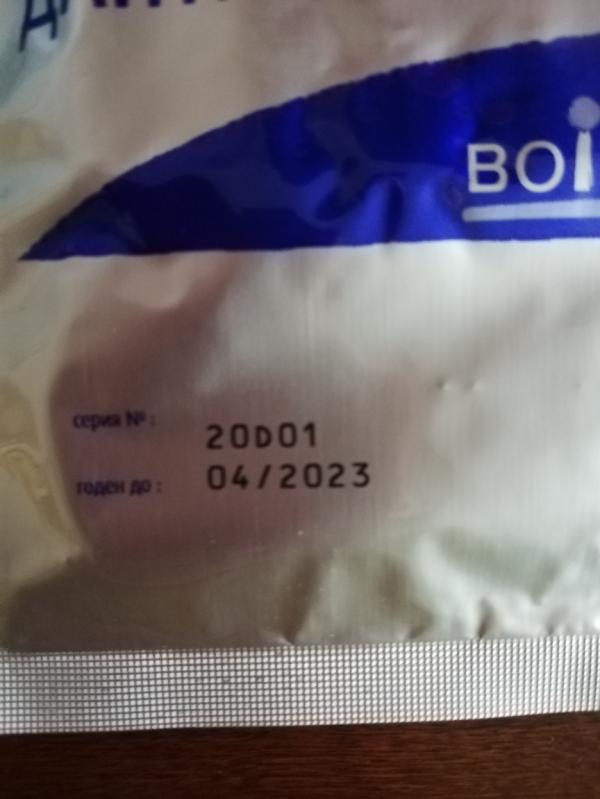 BOi
серия № :
20D01
годен до :
04/2023